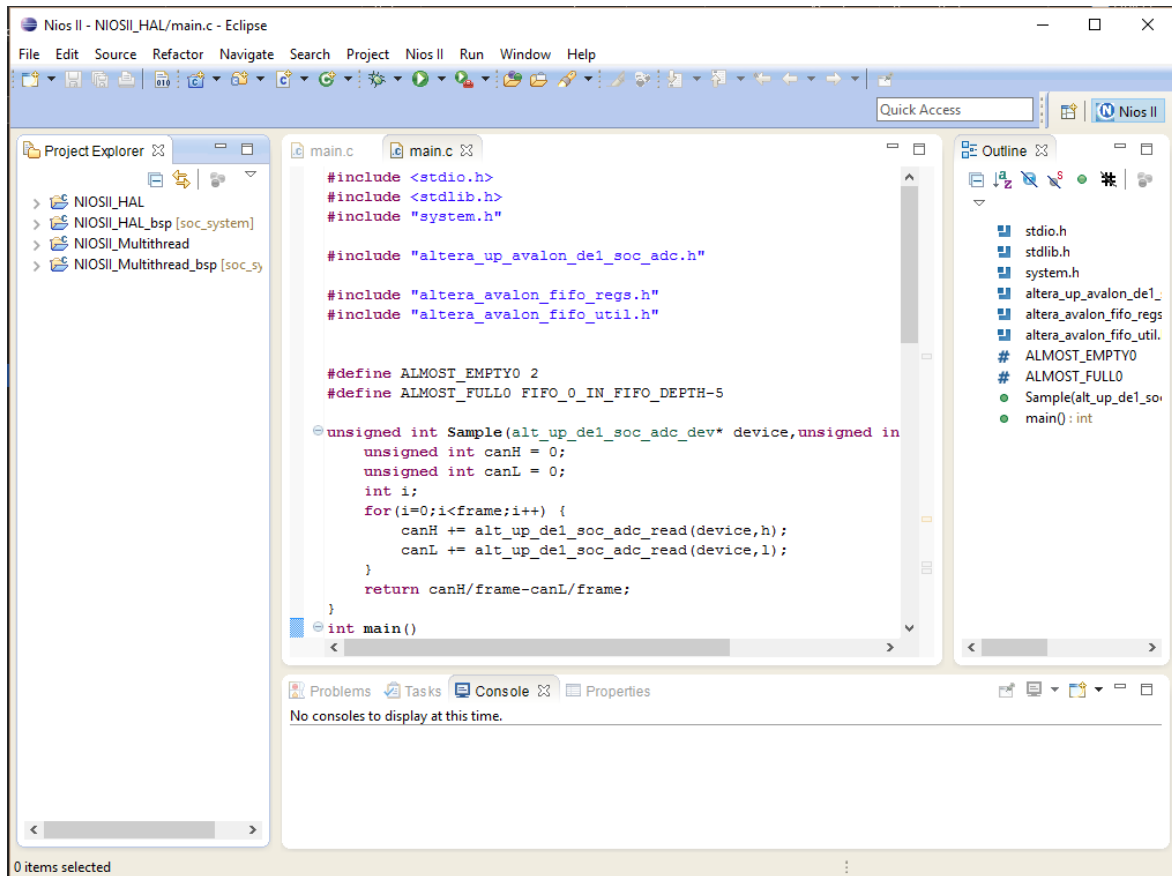 Nios II - NIOSII_HAL/main.c - Eclipse
File Edit Source Refactor Navigate Search Project Nios II Run Window Help
Quick Access
Nios II
Project Explorer
NIOSII_HAL
NIOSII_HAL_bsp [soc_system]
NIOSII_Multithread
NIOSII_Multithread_bsp [soc_sy
main.c main.c
#include <stdio.h>
#include <stdlib.h>
#include "system.h"
#include "altera_up_avalon_de1_soc_adc.h"
#include "altera_avalon_fifo_regs.h"
#include "altera_avalon_fifo_util.h"
#define ALMOST_EMPTY0 2
#define ALMOST_FULL0 FIFO_0_IN_FIFO_DEPTH-5
unsigned int Sample(alt_up_de1_soc_adc_dev* device,unsigned in
unsigned int canH = 0;
unsigned int canL = 0;
int i;
for(i=0;i<frame;i++) {
canH += alt_up_de1_soc_adc_read(device,h);
canL += alt_up_de1_soc_adc_read(device,l);
}
return canH/frame-canL/frame;
}
int main()
Outline
stdio.h
stdlib.h
system.h
altera_up_avalon_de1_
altera_avalon_fifo_regs
altera_avalon_fifo_util.
# ALMOST_EMPTY0
# ALMOST_FULL0
Sample(alt_up_de1_so
main() : int
Problems Tasks Console Properties
No consoles to display at this time.
0 items selected